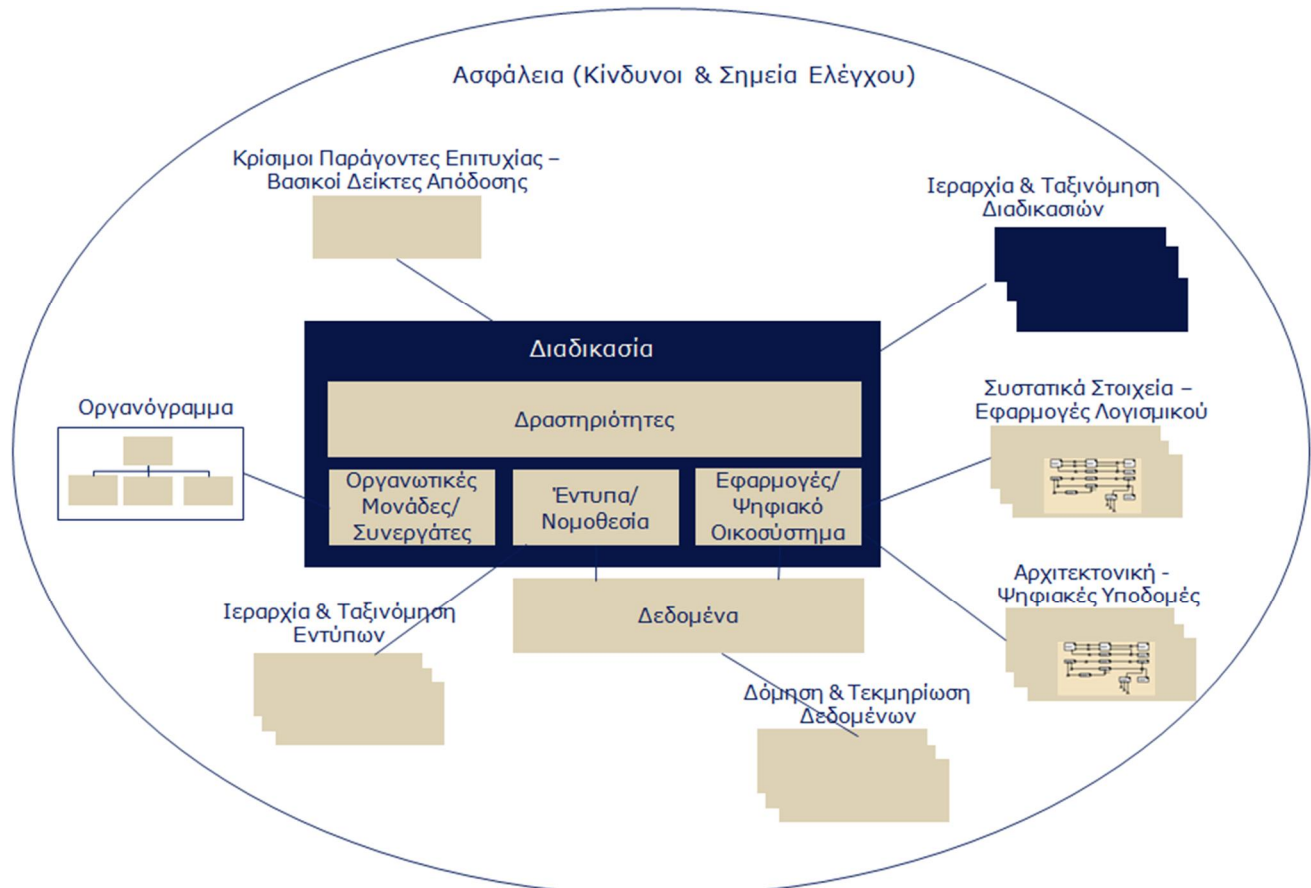 Ασφάλεια (Κίνδυνοι & Σημεία Ελέγχου)
Κρίσιμοι Παράγοντες Επιτυχίας –
Βασικοί Δείκτες Απόδοσης
Ιεραρχία & Ταξινόμηση
Διαδικασιών
Διαδικασία
Δραστηριότητες
Οργανωτικές
Μονάδες/
Συνεργάτες
Έντυπα/
Νομοθεσία
Εφαρμογές/
Ψηφιακό
Οικοσύστημα
Οργανόγραμμα
Συστατικά Στοιχεία –
Εφαρμογές Λογισμικού
Αρχιτεκτονική -
Ψηφιακές Υποδομές
Δεδομένα
Ιεραρχία & Ταξινόμηση
Εντύπων
Δόμηση & Τεκμηρίωση
Δεδομένων